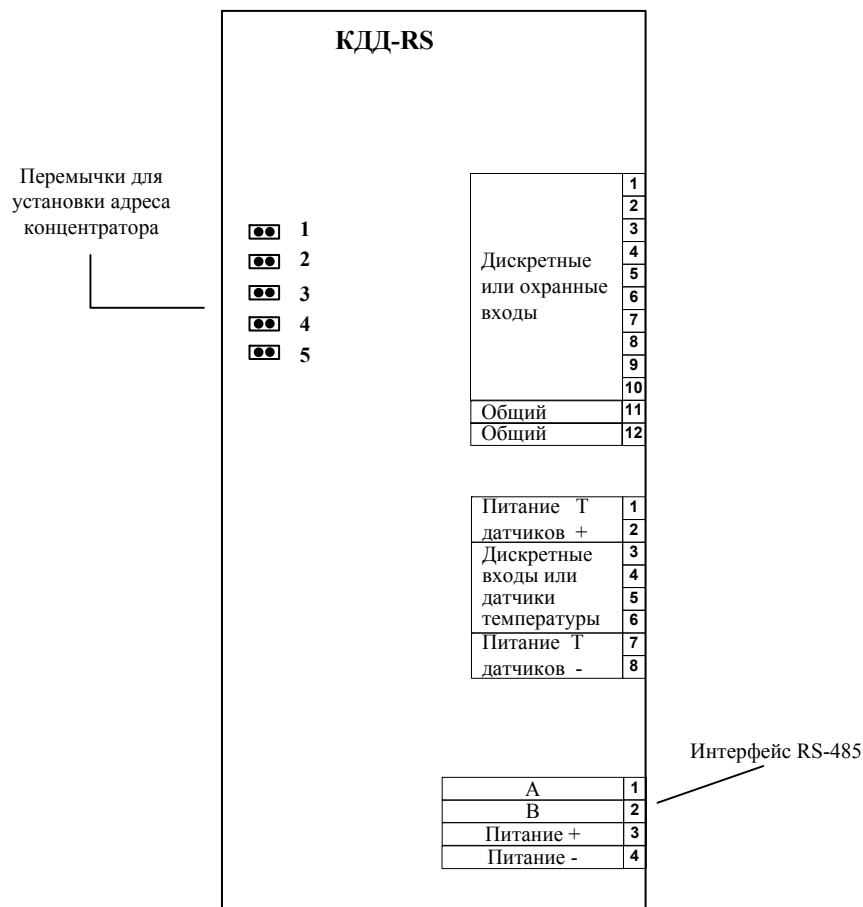 КДД-RS
Перемычки для
установки адреса
концентратора
1
2
3
4
5
Дискретные
или охранные
входы
1
2
3
4
5
6
7
8
9
10
Общий 11
Общий 12
Питание Т
датчиков +
1
2
Дискретные
входы или
датчики
температуры
3
4
5
6
Питание Т
датчиков -
7
8
Интерфейс RS-485
А 1
В 2
Питание + 3
Питание - 4